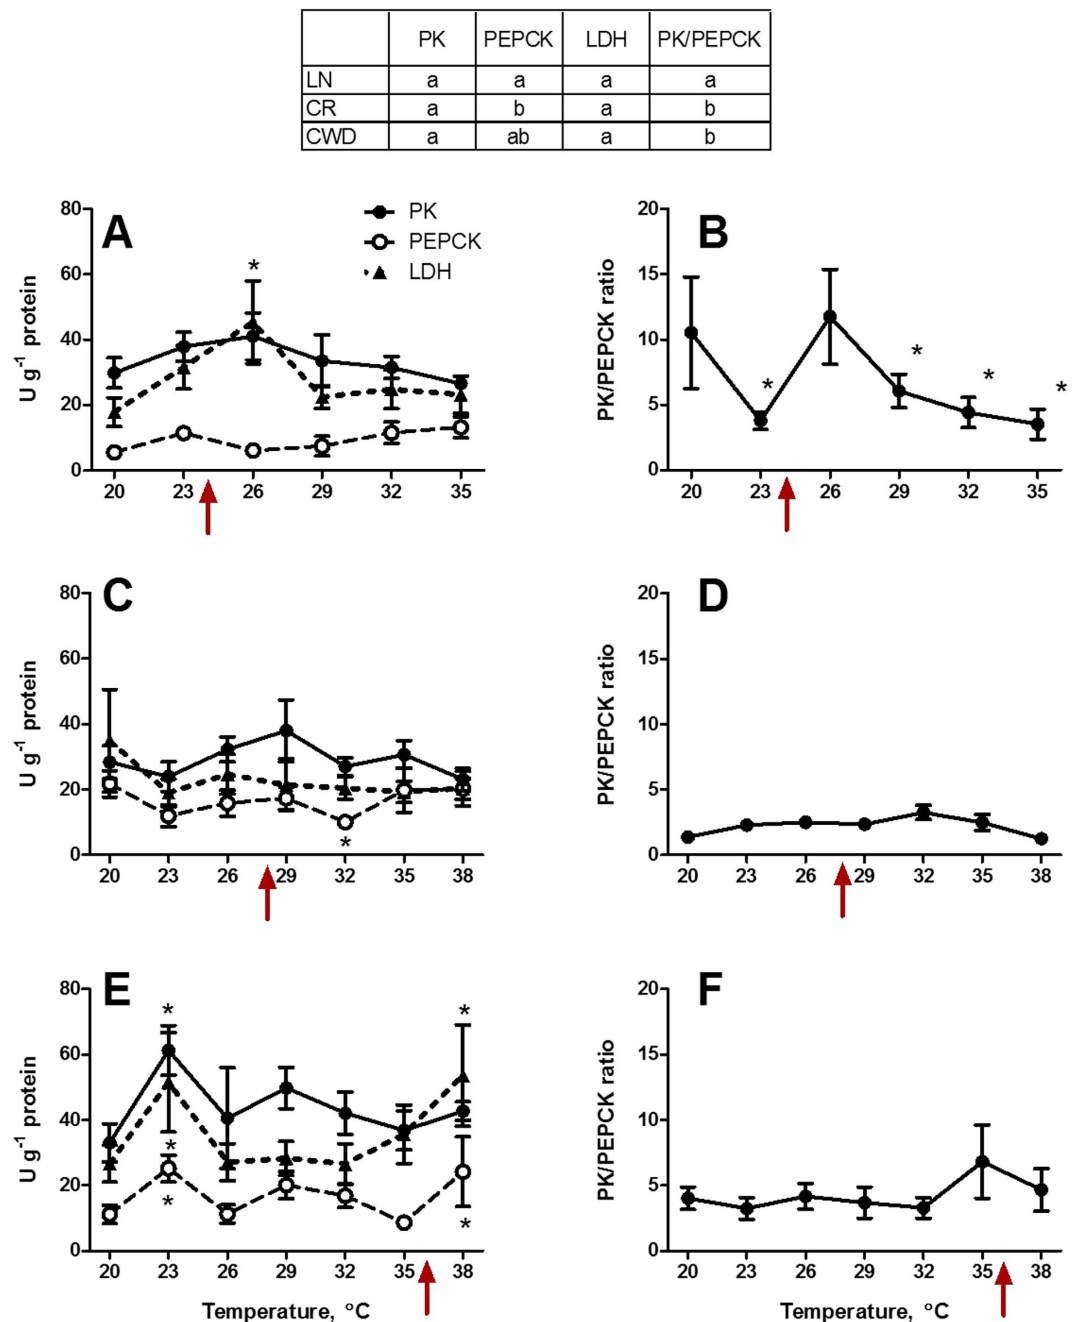 PK PEPCK LDH PK/PEPCK
LN a a a a
CR a b a b
CWD a ab a b
A
80
60
40
20
0
U g⁻¹ protein
PK
PEPCK
LDH
*
20 23 26 29 32 35
B
20
15
10
5
0
PK/PEPCK ratio
* * * *
20 23 26 29 32 35
C
80
60
40
20
0
U g⁻¹ protein
*
20 23 26 29 32 35 38
D
20
15
10
5
0
PK/PEPCK ratio
20 23 26 29 32 35 38
E
80
60
40
20
0
U g⁻¹ protein
* *
*
* *
20 23 26 29 32 35 38
Temperature, °C
F
20
15
10
5
0
PK/PEPCK ratio
20 23 26 29 32 35 38
Temperature, °C